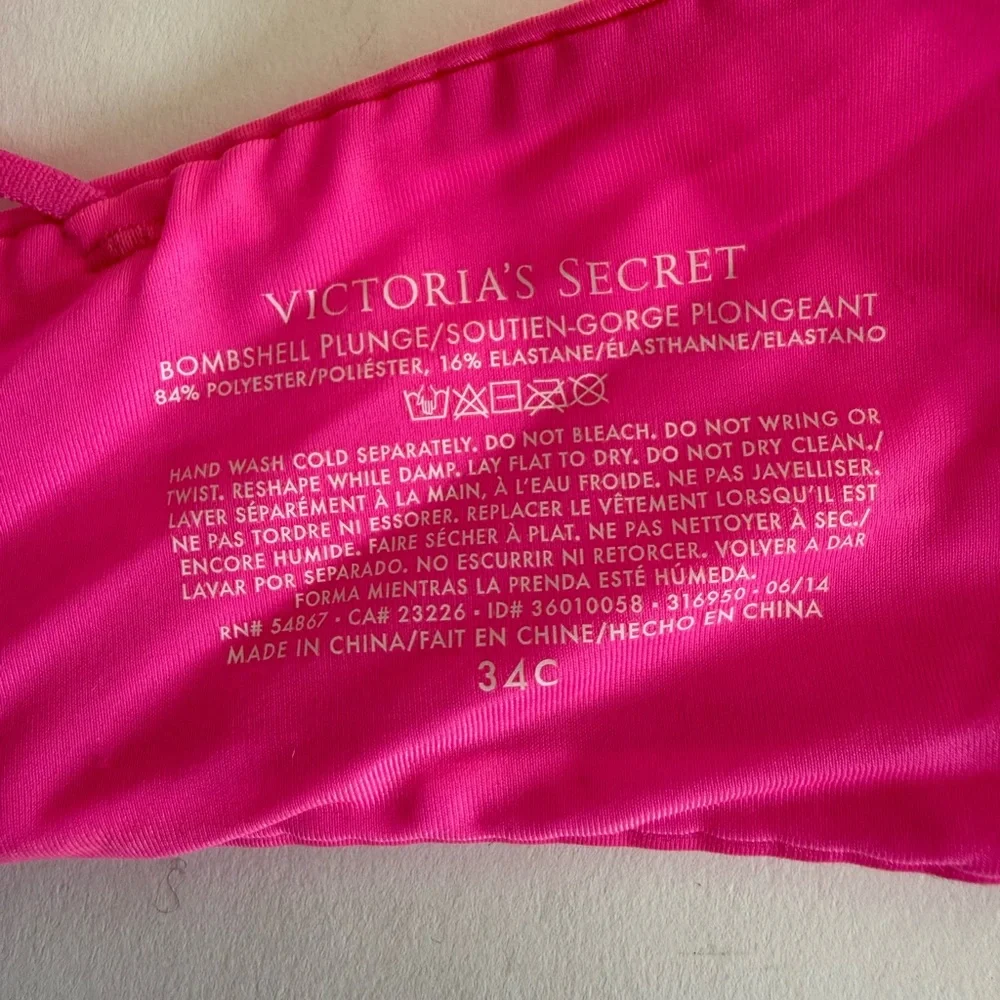 VICTORIA'S SECRET
BOMBSHELL PLUNGE/SOUTIEN-GORGE PLONGEANT
84% POLYESTER/POLIÉSTER, 16% ELASTANE/ÉLASTHANNE/ELASTANO
HAND WASH COLD SEPARATELY. DO NOT BLEACH. DO NOT WRING OR
TWIST. RESHAPE WHILE DAMP. LAY FLAT TO DRY. DO NOT DRY CLEAN./
LAVER SÉPARÉMENT À LA MAIN, À L'EAU FROIDE. NE PAS JAVELLISER.
NE PAS TORDRE NI ESSORER. REPLACER LE VÊTEMENT LORSQU'IL EST
ENCORE HUMIDE. FAIRE SÉCHER À PLAT. NE PAS NETTOYER À SEC./
LAVAR POR SEPARADO. NO ESCURRIR NI RETORCER. VOLVER A DAR
FORMA MIENTRAS LA PRENDA ESTÉ HÚMEDA.
RN# 54867 · CA# 23226 · ID# 36010058 · 316950 · 06/14
MADE IN CHINA/FAIT EN CHINE/HECHO EN CHINA
34C